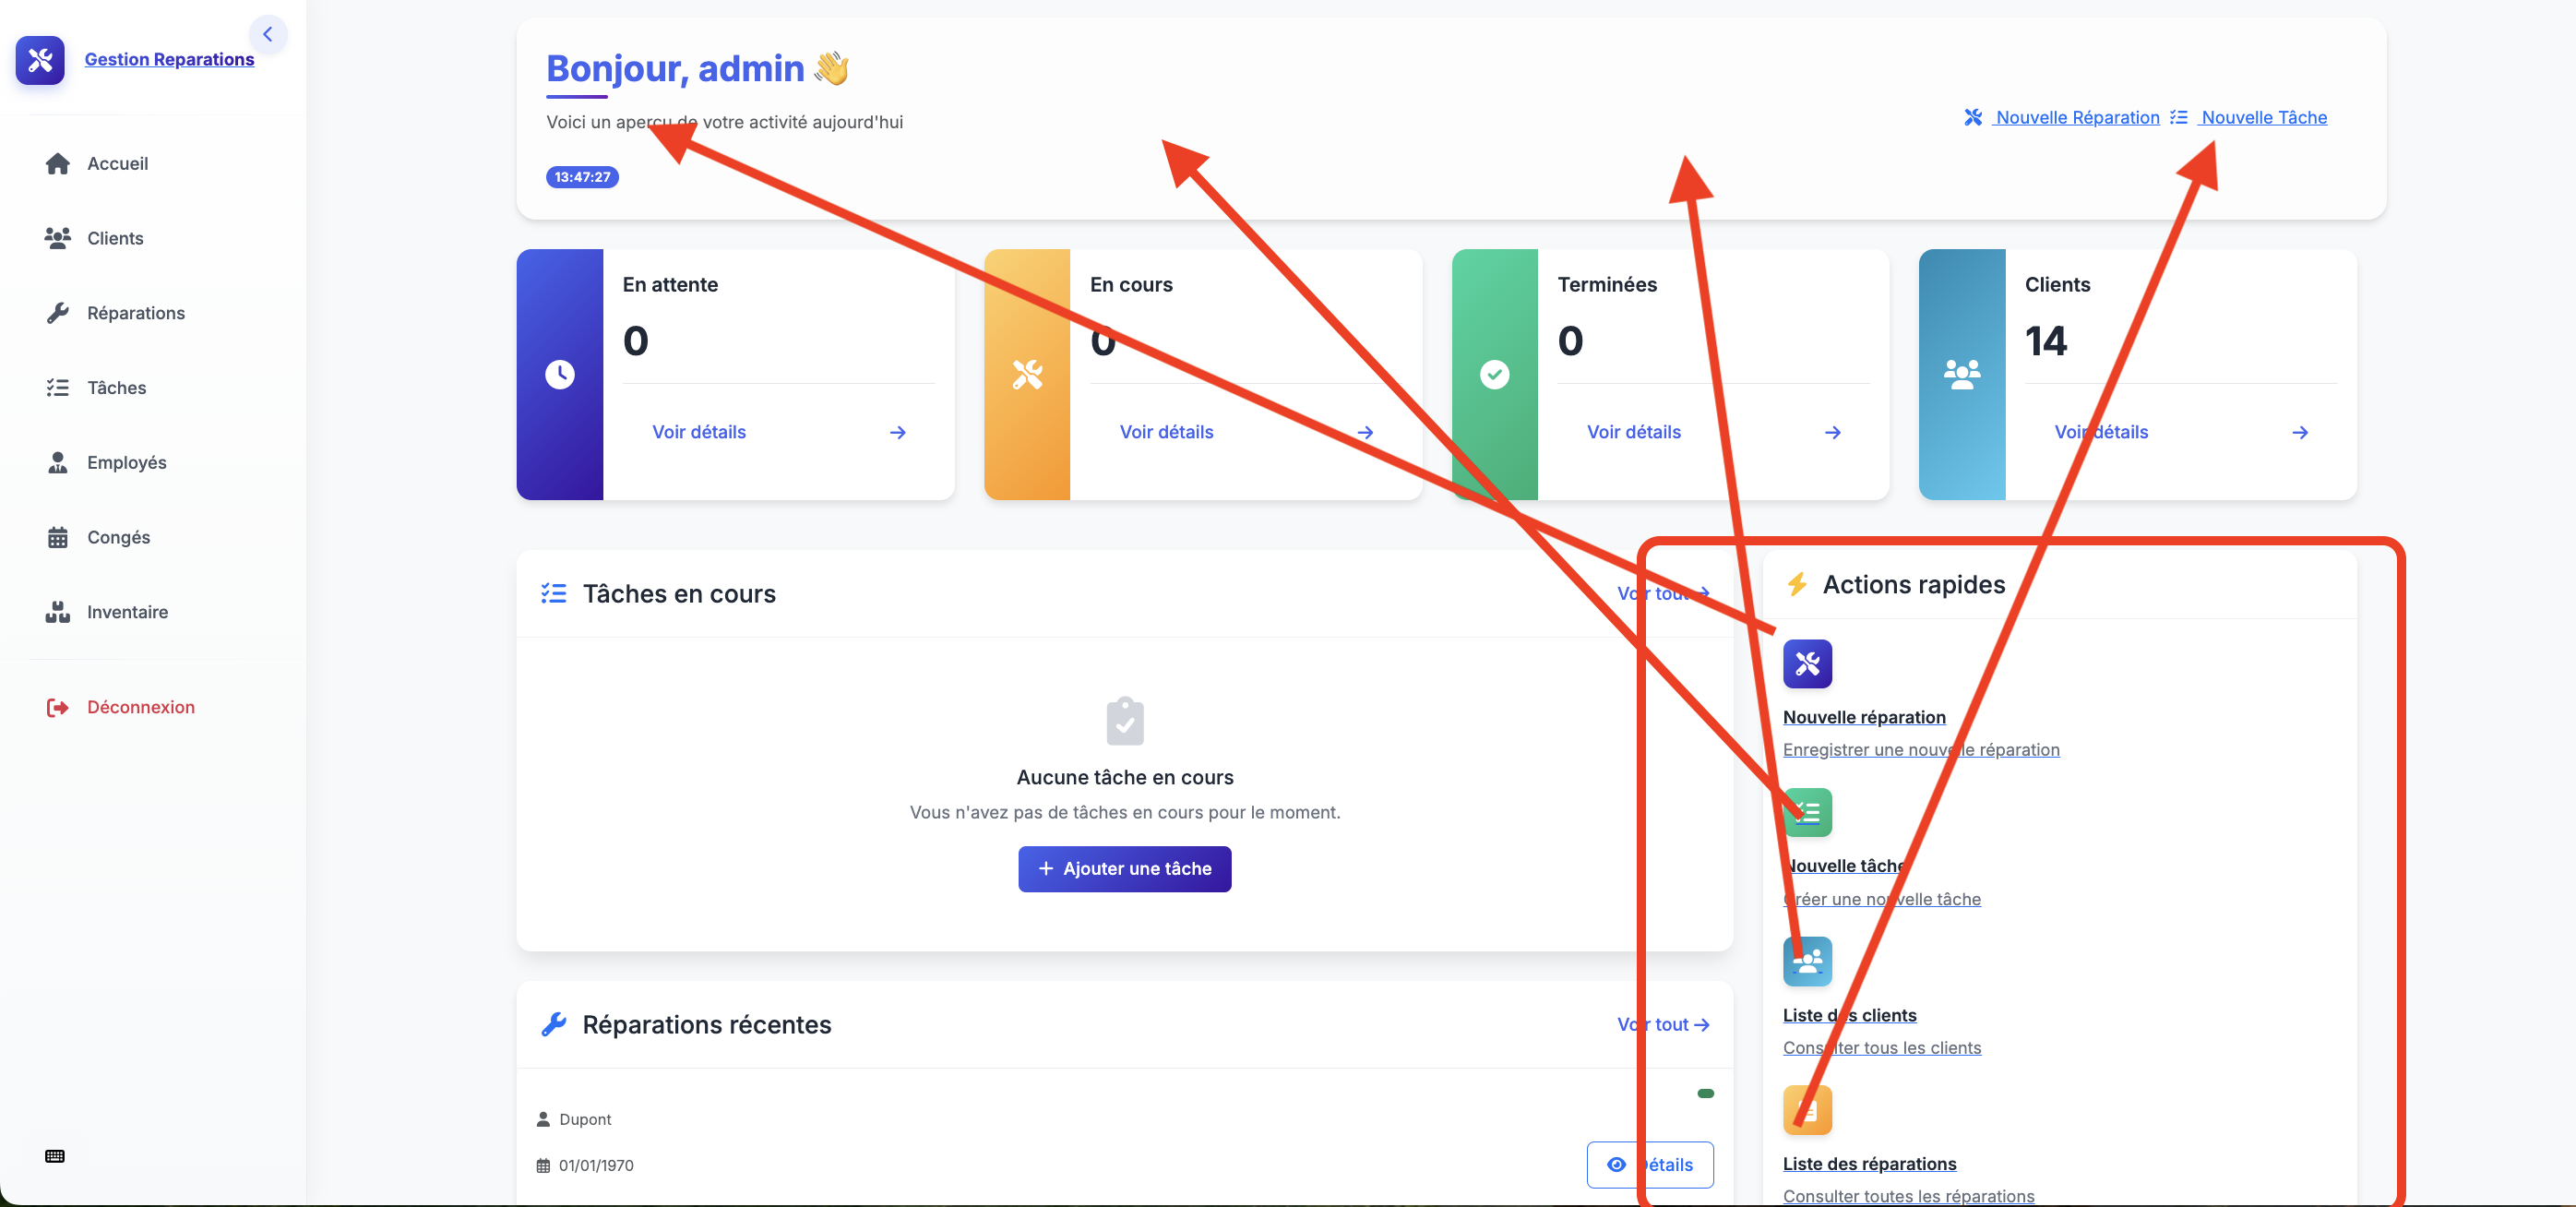 Gestion Reparations
Accueil
Clients
Réparations
Tâches
Employés
Congés
Inventaire
Déconnexion
Bonjour, admin 👋
Voici un aperçu de votre activité aujourd'hui
13:47:27
Nouvelle Réparation Nouvelle Tâche
En attente
0
Voir détails
En cours
0
Voir détails
Terminées
0
Voir détails
Clients
14
Voir détails
Tâches en cours
Voir tout
Aucune tâche en cours
Vous n'avez pas de tâches en cours pour le moment.
+ Ajouter une tâche
Réparations récentes
Voir tout
Dupont
01/01/1970
Détails
Actions rapides
Nouvelle réparation
Enregistrer une nouvelle réparation
Nouvelle tâche
Créer une nouvelle tâche
Liste des clients
Consulter tous les clients
Liste des réparations
Consulter toutes les réparations